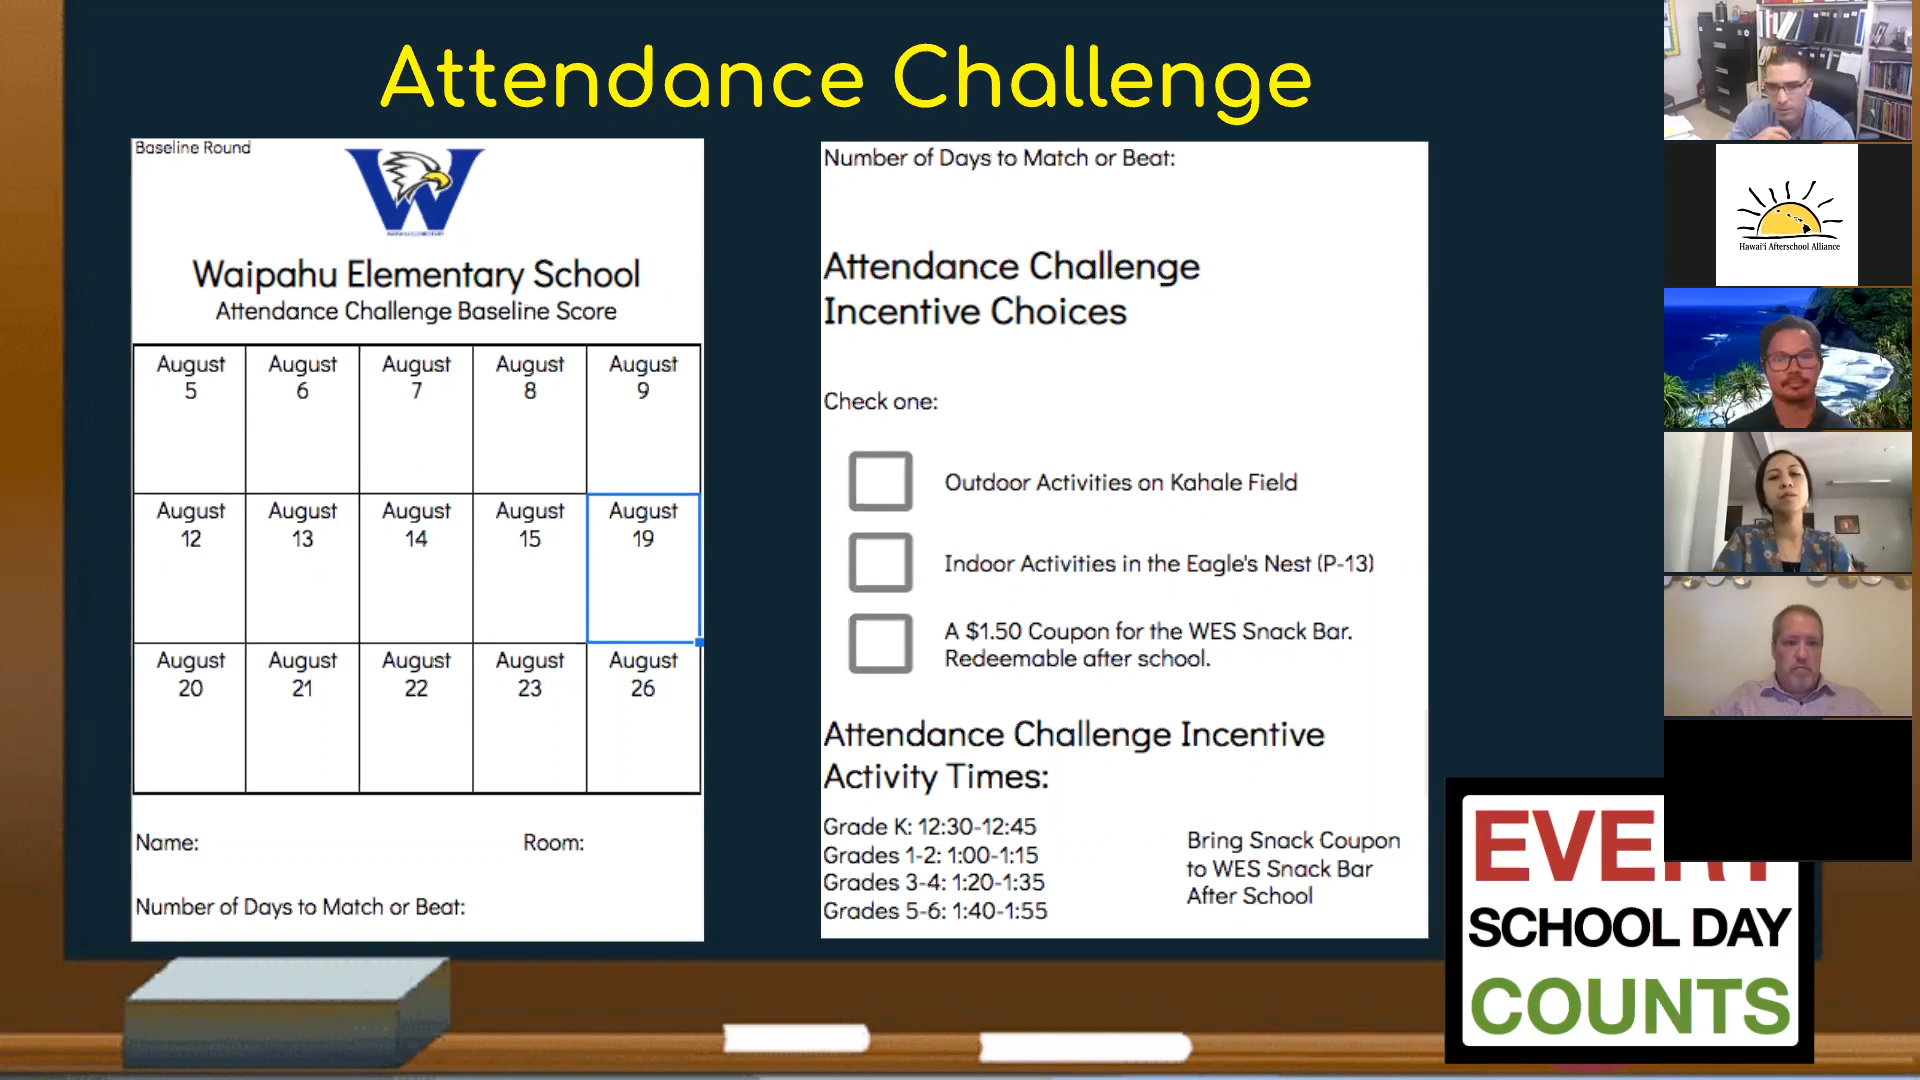 Attendance Challenge
Baseline Round
W
Waipahu Elementary School
Attendance Challenge Baseline Score
August 5
August 6
August 7
August 8
August 9
August 12
August 13
August 14
August 15
August 19
August 20
August 21
August 22
August 23
August 26
Name:
Room:
Number of Days to Match or Beat:
Number of Days to Match or Beat:
Attendance Challenge
Incentive Choices
Check one:
Outdoor Activities on Kahale Field
Indoor Activities in the Eagle's Nest (P-13)
A $1.50 Coupon for the WES Snack Bar.
Redeemable after school.
Attendance Challenge Incentive
Activity Times:
Grade K: 12:30-12:45
Grades 1-2: 1:00-1:15
Grades 3-4: 1:20-1:35
Grades 5-6: 1:40-1:55
Bring Snack Coupon
to WES Snack Bar
After School
Hawai'i Afterschool Alliance
EVERY
SCHOOL DAY
COUNTS